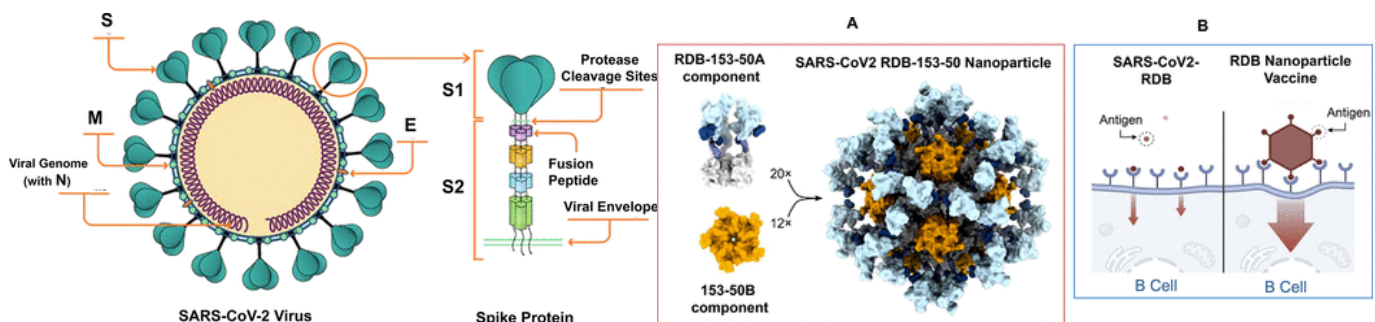 S
M
Viral Genome
(with N)
E
SARS-CoV-2 Virus
S1
S2
Protease
Cleavage Sites
Fusion
Peptide
Viral Envelope
Spike Protein
A
RDB-153-50A
component
SARS-CoV2 RDB-153-50 Nanoparticle
20×
12×
153-50B
component
B
SARS-CoV2-
RDB
RDB Nanoparticle
Vaccine
Antigen
Antigen
B Cell
B Cell